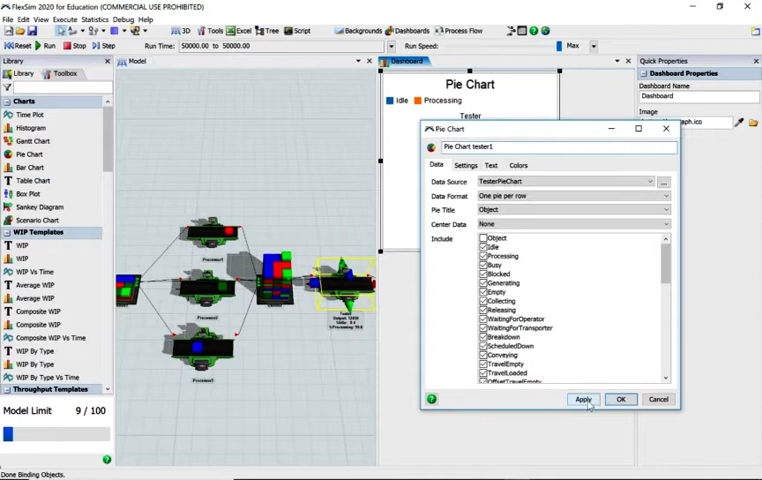 FlexSim 2020 for Education (COMMERCIAL USE PROHIBITED)
File Edit View Execute Statistics Debug Help
3D Tools Excel Tree Script Backgrounds Dashboards Process Flow
Reset Run Stop Step Run Time: 50000.00 to 50000.00 Run Speed: Max
Library
Library Toolbox
Charts
Time Plot
Histogram
Gantt Chart
Pie Chart
Bar Chart
Table Chart
Box Plot
Sankey Diagram
Scenario Chart
WIP Templates
WIP
WIP
WIP Vs Time
Average WIP
Average WIP
Composite WIP
Composite WIP
Composite WIP Vs Time
WIP By Type
WIP By Type
WIP By Type Vs Time
Throughput Templates
Model Limit 9 / 100
Done Binding Objects.
Model
Tester
Dashboard
Pie Chart
Idle Processing
Tester
Pie Chart
Pie Chart tester1
Data Settings Text Colors
Data Source TesterPieChart
Data Format One pie per row
Pie Title Object
Center Data None
Include Object
Idle
Processing
Busy
Blocked
Generating
Empty
Collecting
Releasing
WaitingForOperator
WaitingForTransporter
Breakdown
ScheduledDown
Conveying
TravelEmpty
TravelLoaded
OffsetTravelEmpty
Apply OK Cancel
Quick Properties
Dashboard Properties
Dashboard Name
Dashboard
Image